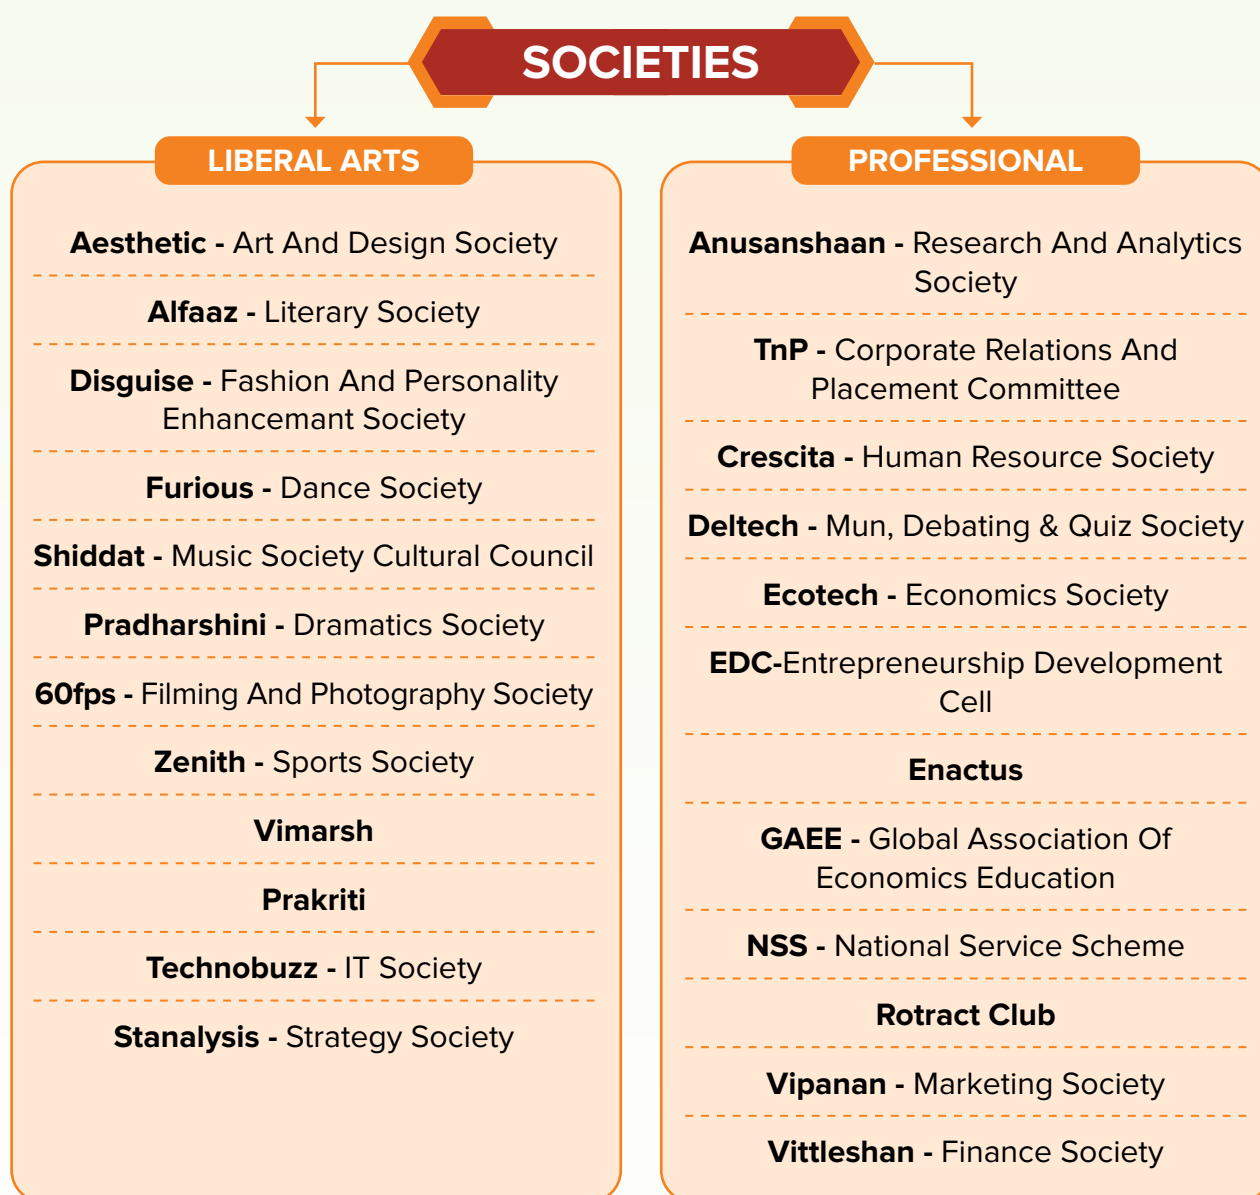 SOCIETIES
LIBERAL ARTS
Aesthetic - Art And Design Society
Alfaaz - Literary Society
Disguise - Fashion And Personality
Enhancemant Society
Furious - Dance Society
Shiddat - Music Society Cultural Council
Pradharshini - Dramatics Society
60fps - Filming And Photography Society
Zenith - Sports Society
Vimarsh
Prakriti
Technobuzz - IT Society
Stanalysis - Strategy Society
PROFESSIONAL
Anusanshaan - Research And Analytics
Society
TnP - Corporate Relations And
Placement Committee
Crescita - Human Resource Society
Deltech - Mun, Debating & Quiz Society
Ecotech - Economics Society
EDC-Entrepreneurship Development
Cell
Enactus
GAEE - Global Association Of
Economics Education
NSS - National Service Scheme
Rotract Club
Vipanan - Marketing Society
Vittleshan - Finance Society